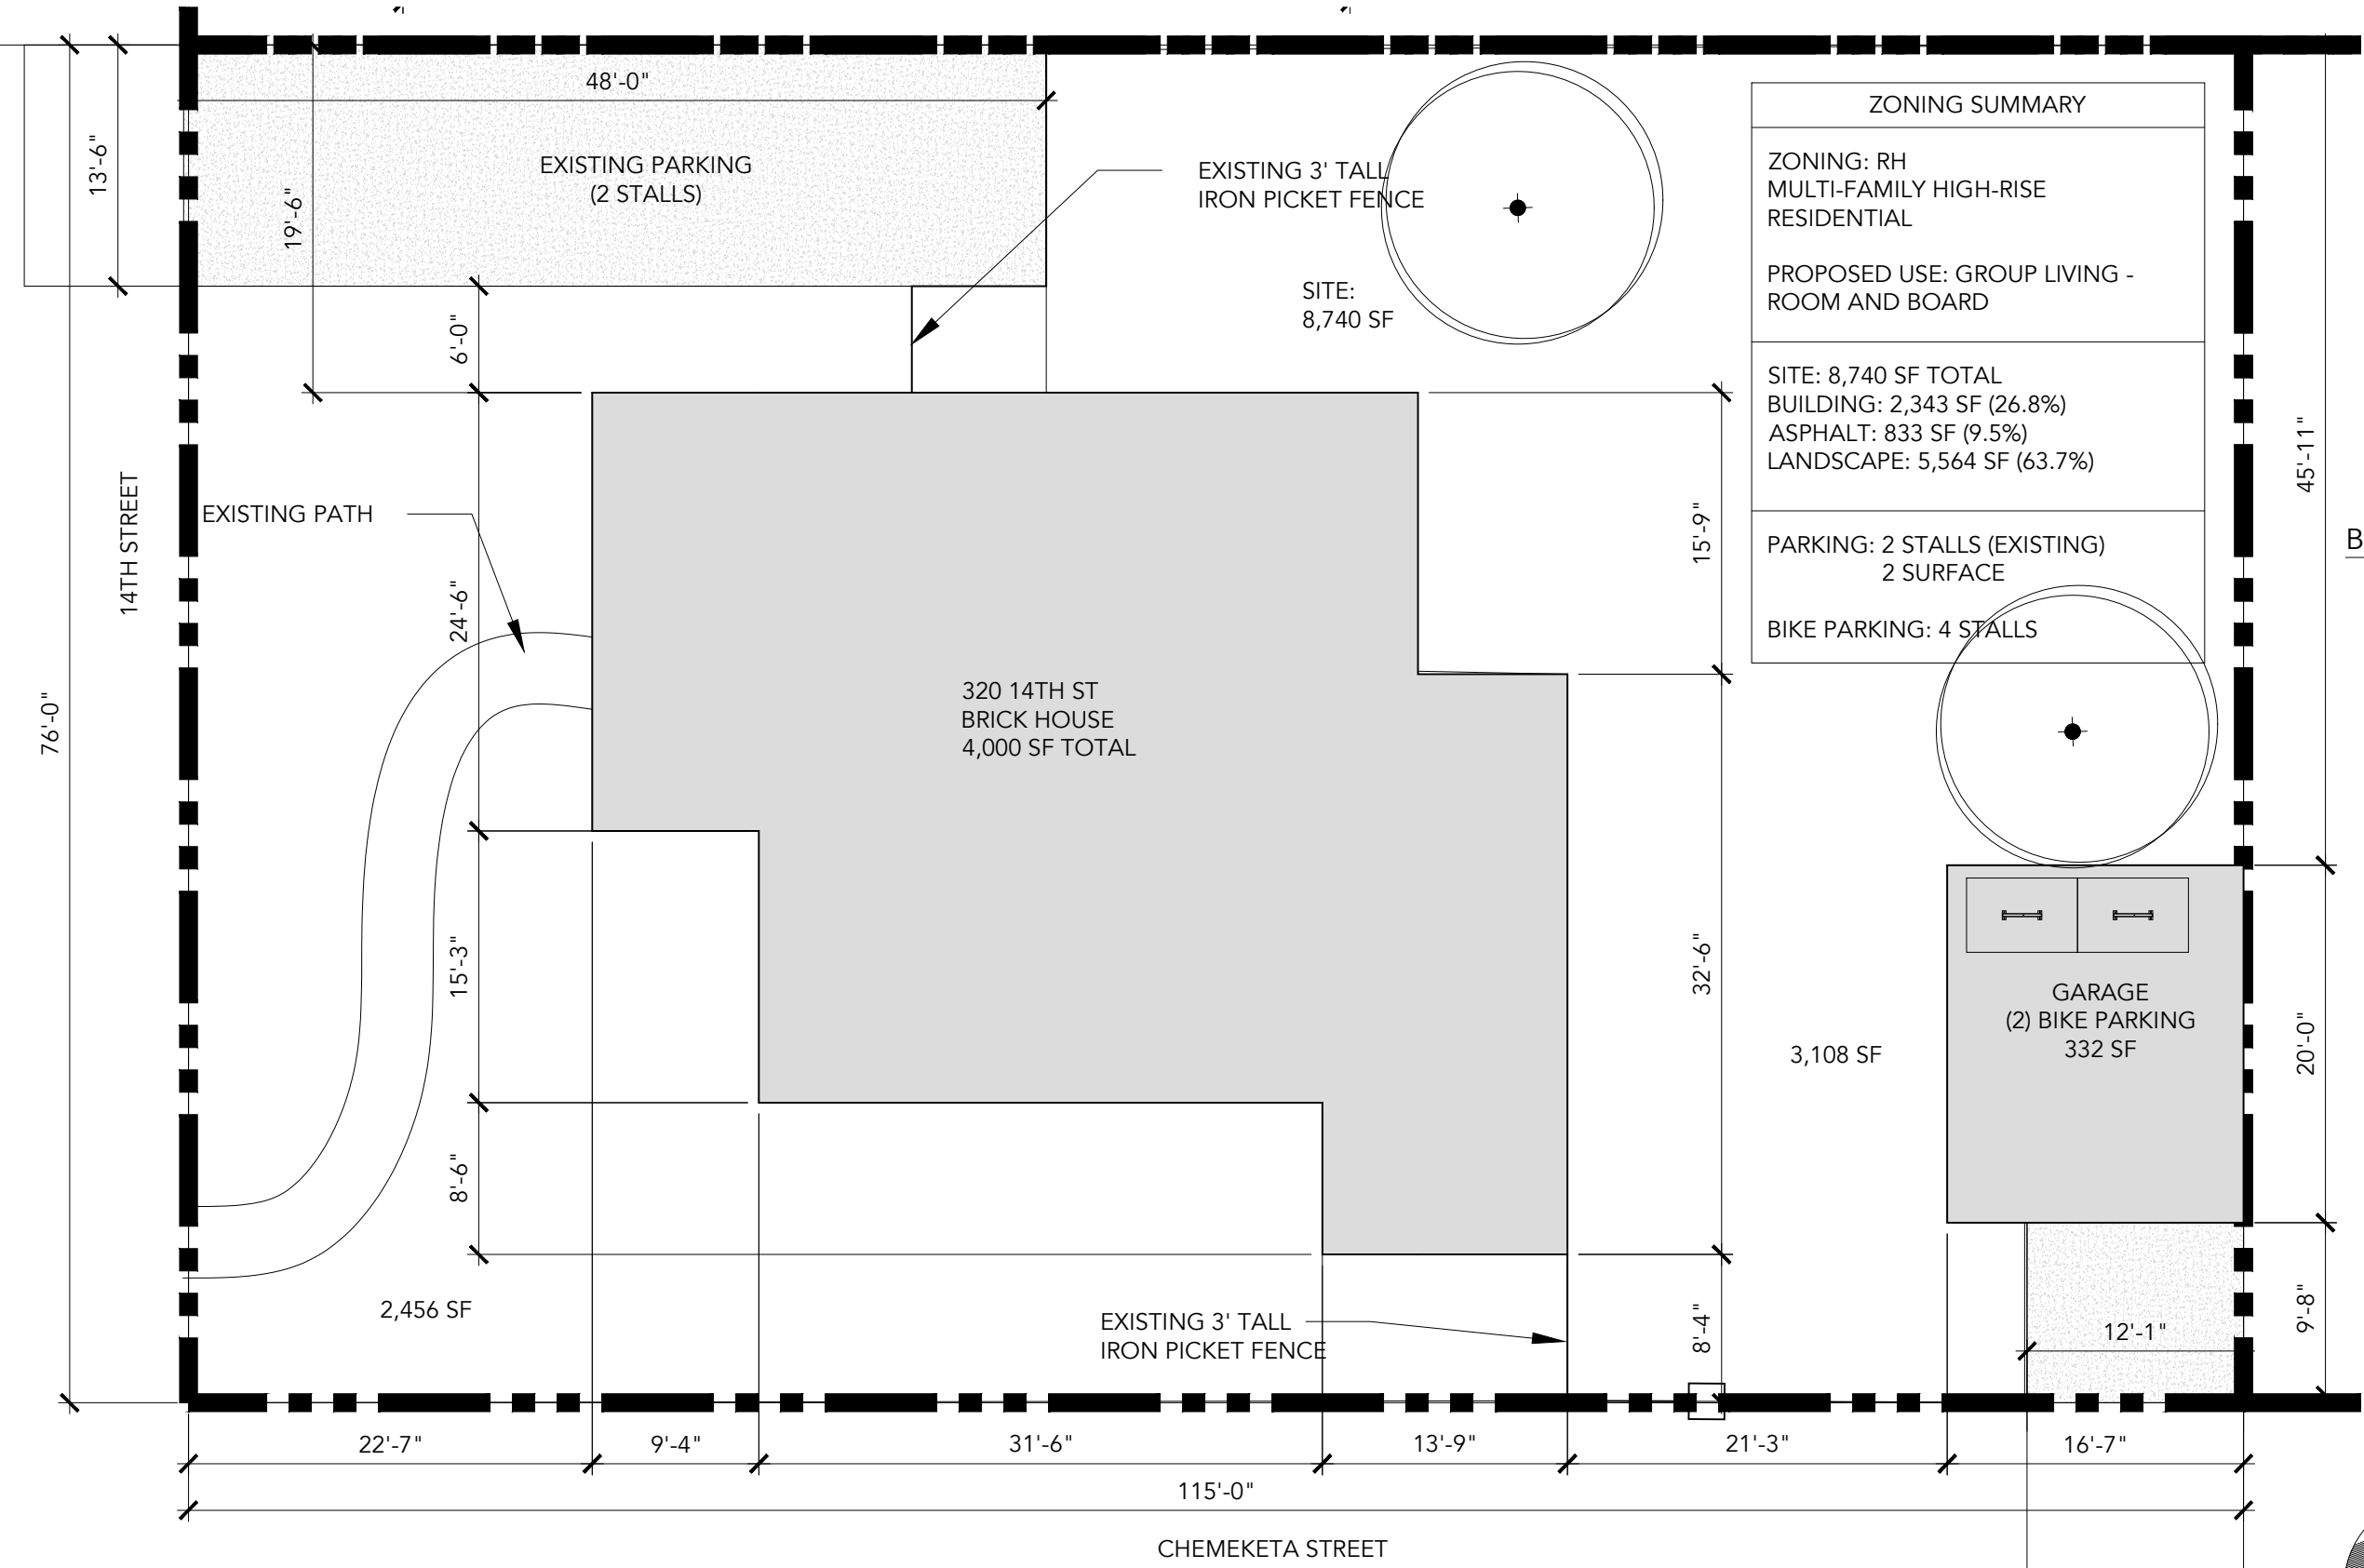 48'-0"
13'-6"
19'-6"
EXISTING PARKING
(2 STALLS)
EXISTING 3' TALL
IRON PICKET FENCE
SITE:
8,740 SF
ZONING SUMMARY
ZONING: RH
MULTI-FAMILY HIGH-RISE
RESIDENTIAL
PROPOSED USE: GROUP LIVING -
ROOM AND BOARD
SITE: 8,740 SF TOTAL
BUILDING: 2,343 SF (26.8%)
ASPHALT: 833 SF (9.5%)
LANDSCAPE: 5,564 SF (63.7%)
PARKING: 2 STALLS (EXISTING)
2 SURFACE
BIKE PARKING: 4 STALLS
6'-0"
45'-11"
B
14TH STREET
EXISTING PATH
15'-9"
24'-6"
76'-0"
320 14TH ST
BRICK HOUSE
4,000 SF TOTAL
15'-3"
32'-6"
GARAGE
(2) BIKE PARKING
332 SF
20'-0"
3,108 SF
8'-6"
2,456 SF
EXISTING 3' TALL
IRON PICKET FENCE
8'-4"
12'-1"
9'-8"
22'-7"
9'-4"
31'-6"
13'-9"
21'-3"
16'-7"
115'-0"
CHEMEKETA STREET